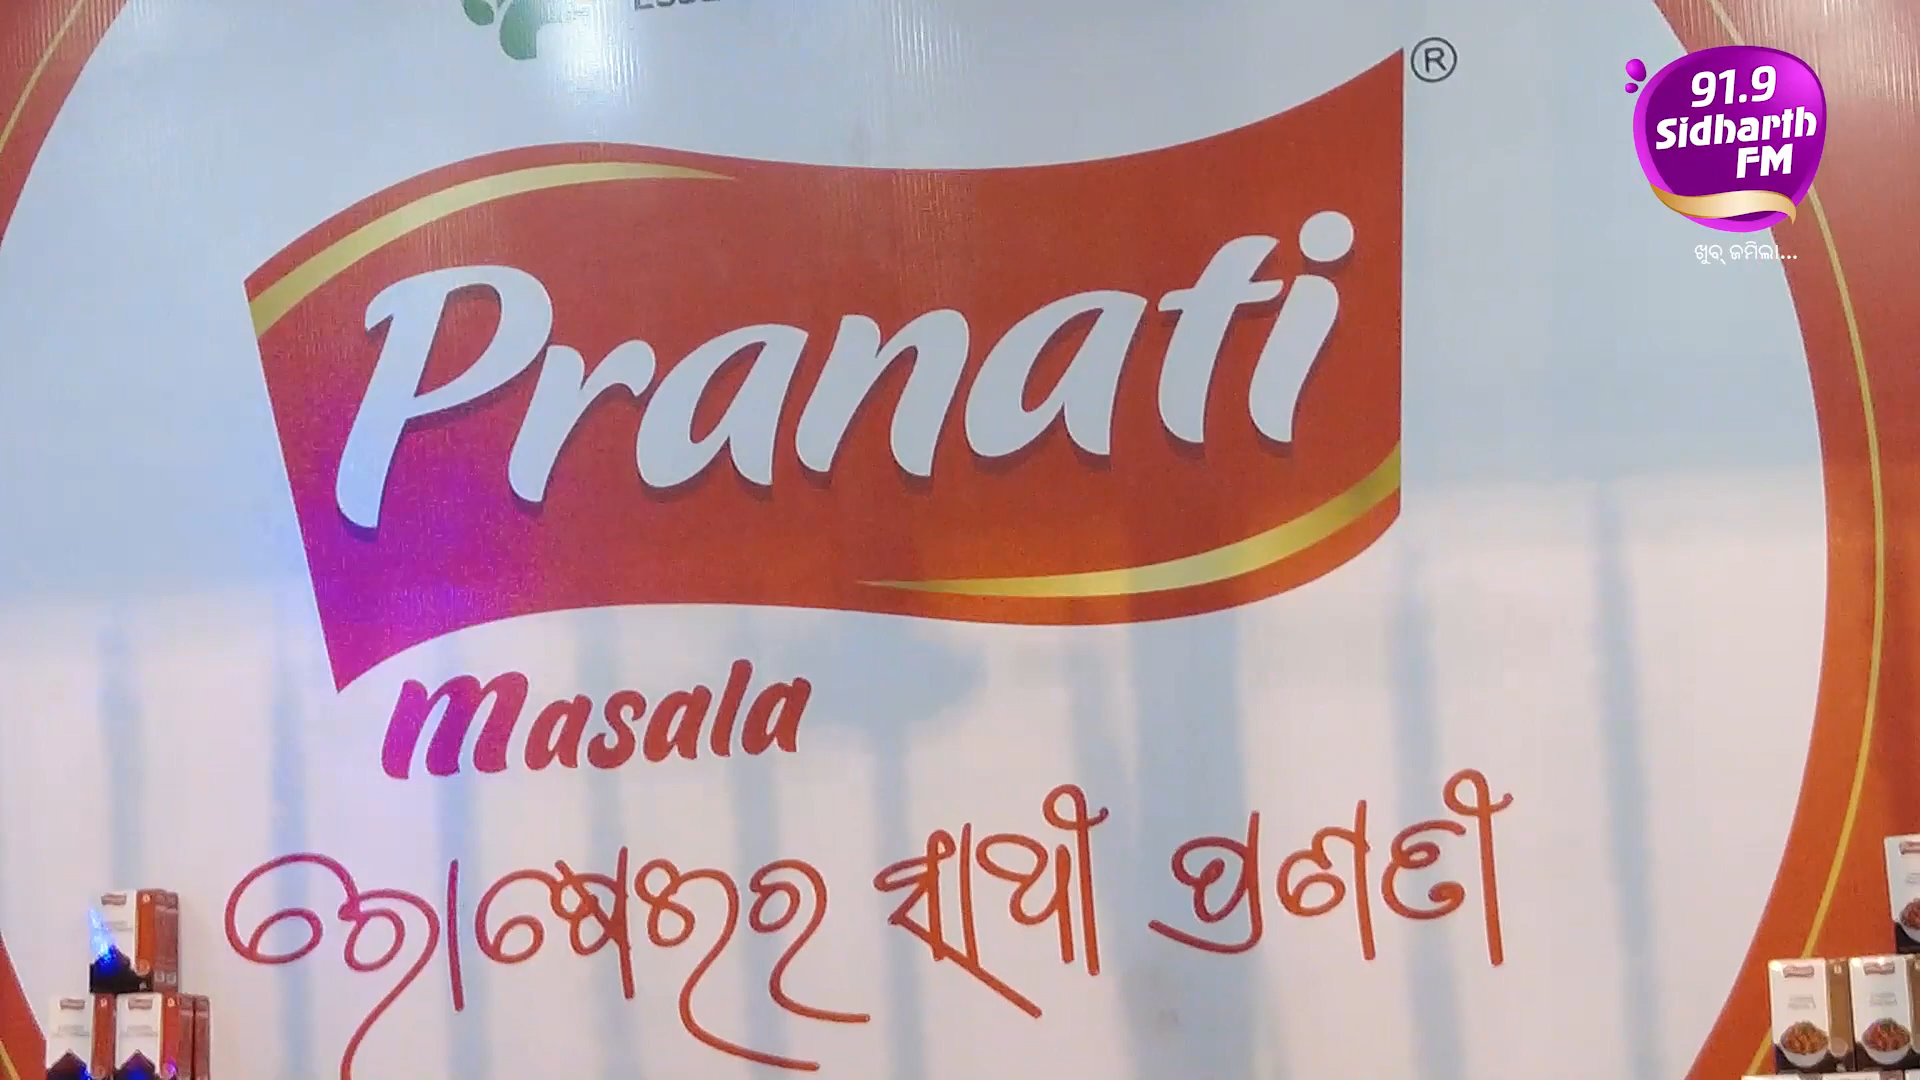 Pranati ®
masala
ରୋଷେଇର ସାଥୀ ପ୍ରଣତୀ
91.9
Sidharth
FM
ଖୁବ୍ ଜମିଲା...